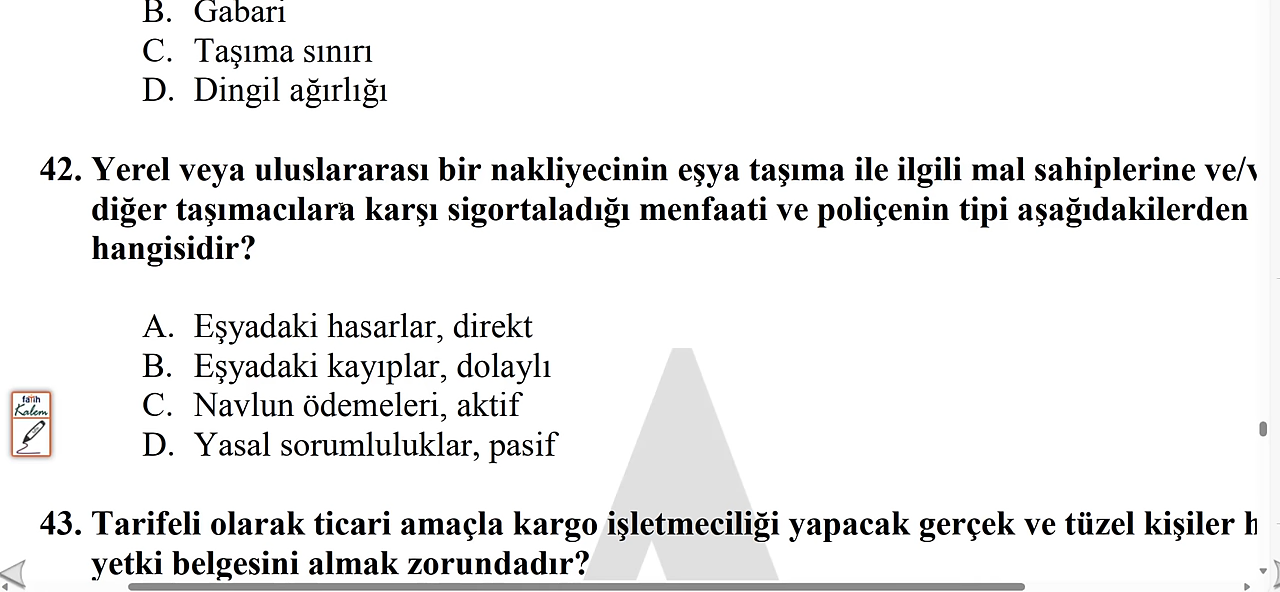 B. Gabari
C. Taşıma sınırı
D. Dingil ağırlığı
42. Yerel veya uluslararası bir nakliyecinin eşya taşıma ile ilgili mal sahiplerine ve/v
diğer taşımacılara karşı sigortaladığı menfaati ve poliçenin tipi aşağıdakilerden
hangisidir?
A. Eşyadaki hasarlar, direkt
B. Eşyadaki kayıplar, dolaylı
C. Navlun ödemeleri, aktif
D. Yasal sorumluluklar, pasif
fatih
Kalem
43. Tarifeli olarak ticari amaçla kargo işletmeciliği yapacak gerçek ve tüzel kişiler h
yetki belgesini almak zorundadır?